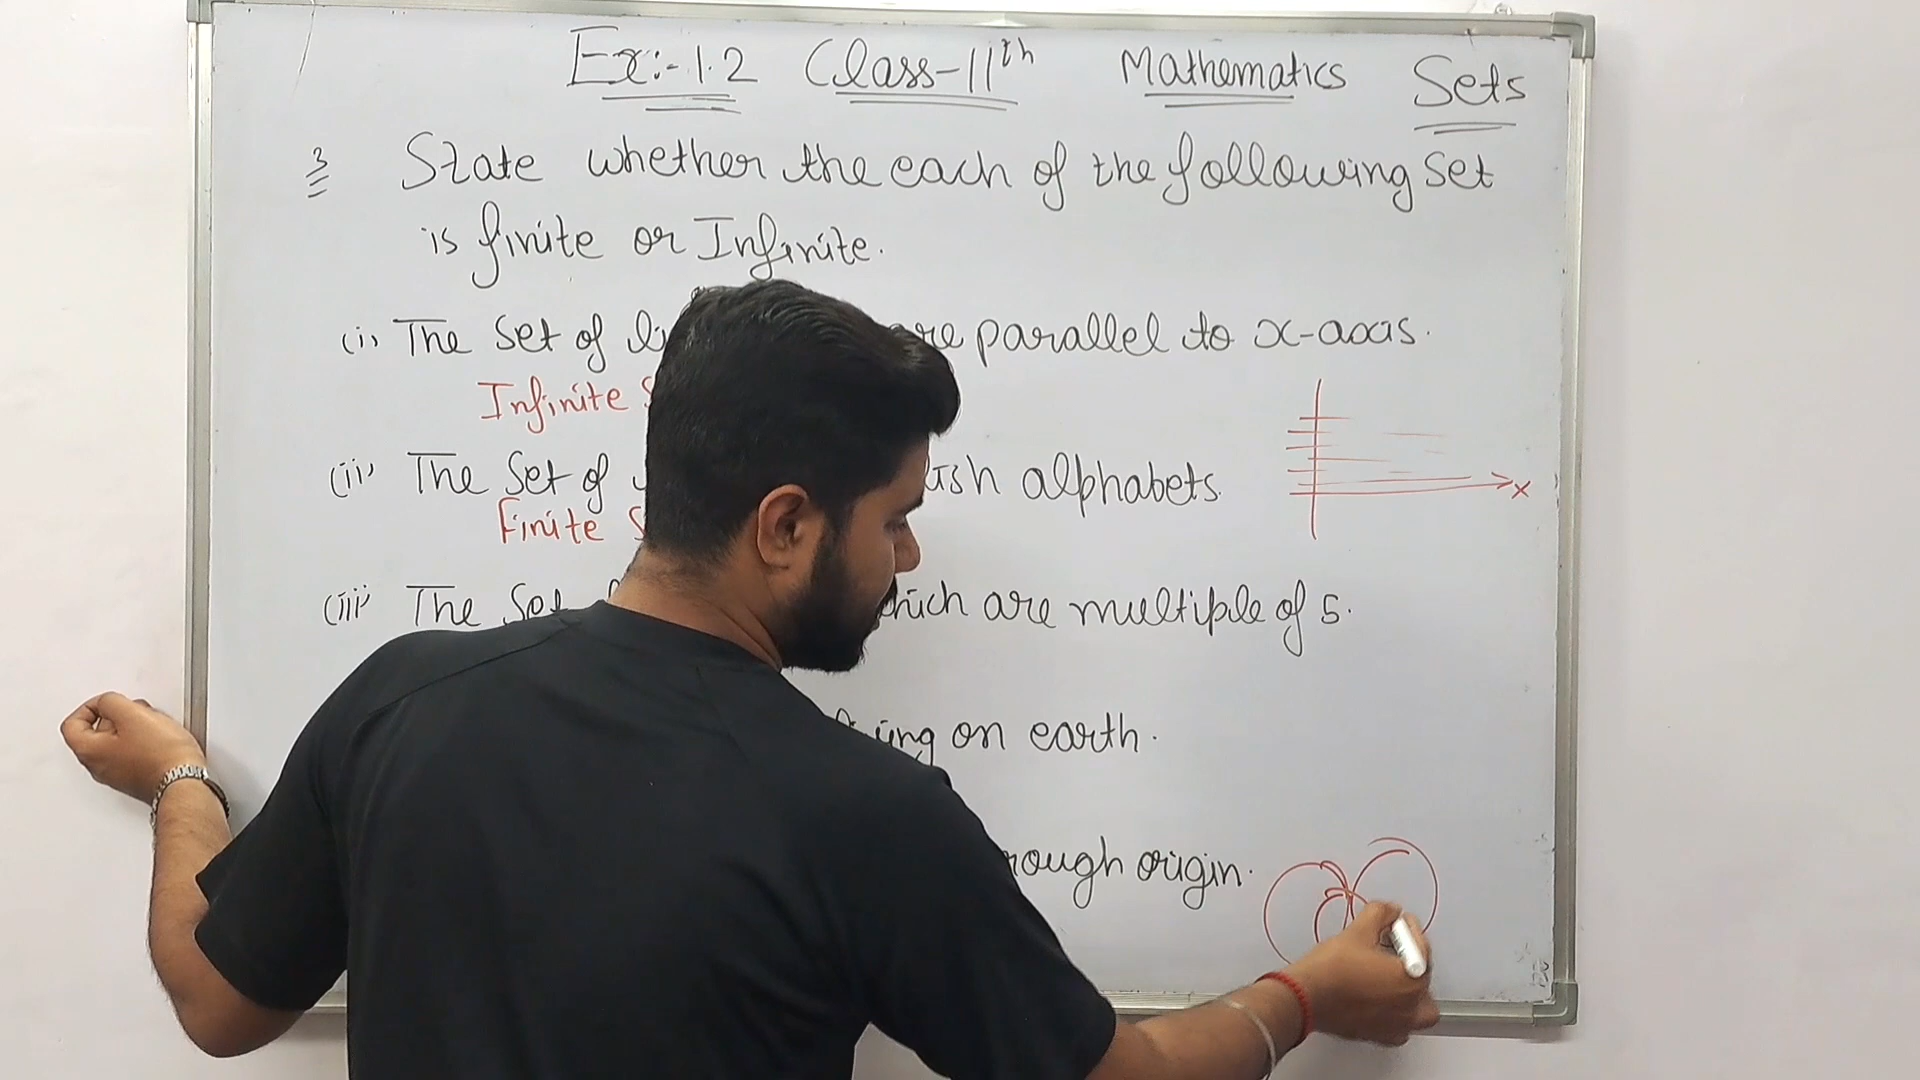 Ex:-1.2 Class-11th Mathematics Sets
3 State whether the each of the following set
is finite or Infinite.
(i) The Set of are parallel to x-axis.
Infinite
(ii) The Set of alphabets.
Finite
x
(iii) The Set which are multiple of 5.
on earth.
origin.